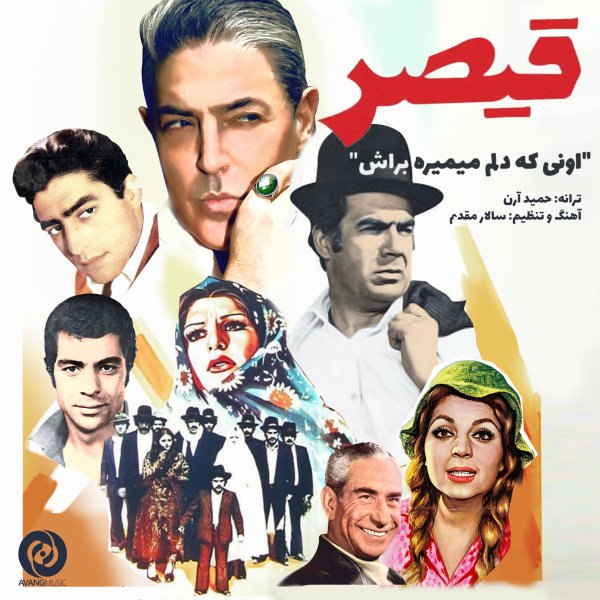 قیصر
"اونی که دلم میمیره براش"
ترانه: حمید آرن
آهنگ و تنظیم: سالار مقدم
AVANGMUSIC